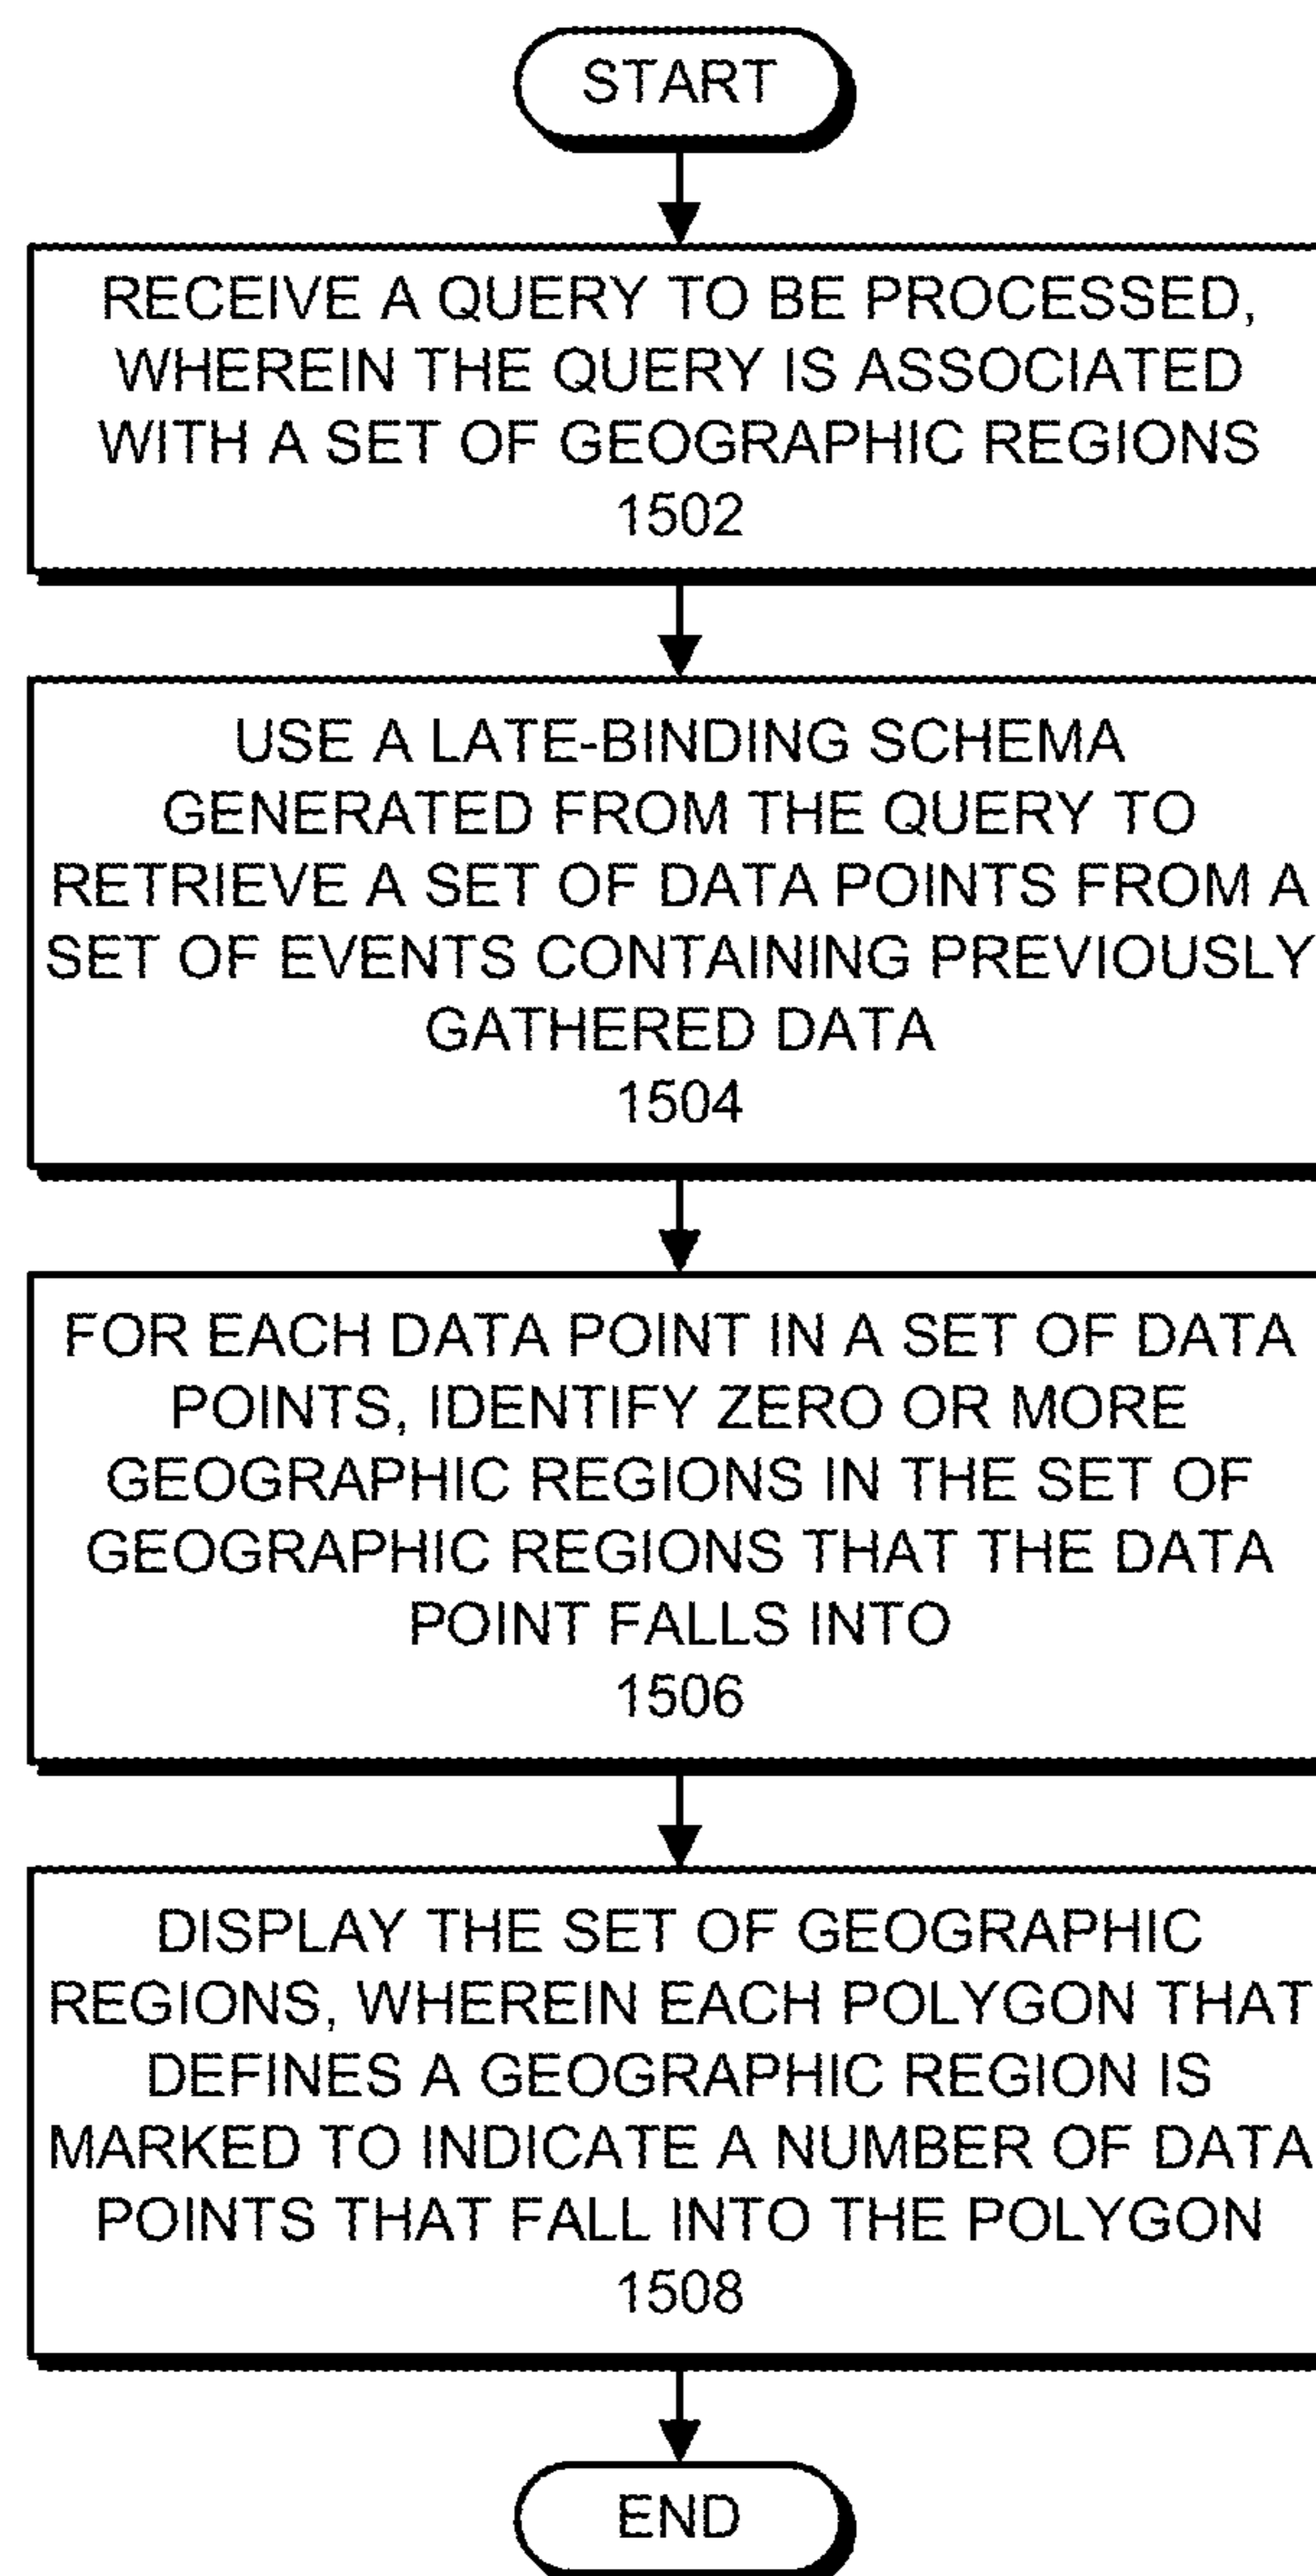 START
RECEIVE A QUERY TO BE PROCESSED,
WHEREIN THE QUERY IS ASSOCIATED
WITH A SET OF GEOGRAPHIC REGIONS
1502
USE A LATE-BINDING SCHEMA
GENERATED FROM THE QUERY TO
RETRIEVE A SET OF DATA POINTS FROM A
SET OF EVENTS CONTAINING PREVIOUSLY
GATHERED DATA
1504
FOR EACH DATA POINT IN A SET OF DATA
POINTS, IDENTIFY ZERO OR MORE
GEOGRAPHIC REGIONS IN THE SET OF
GEOGRAPHIC REGIONS THAT THE DATA
POINT FALLS INTO
1506
DISPLAY THE SET OF GEOGRAPHIC
REGIONS, WHEREIN EACH POLYGON THAT
DEFINES A GEOGRAPHIC REGION IS
MARKED TO INDICATE A NUMBER OF DATA
POINTS THAT FALL INTO THE POLYGON
1508
END